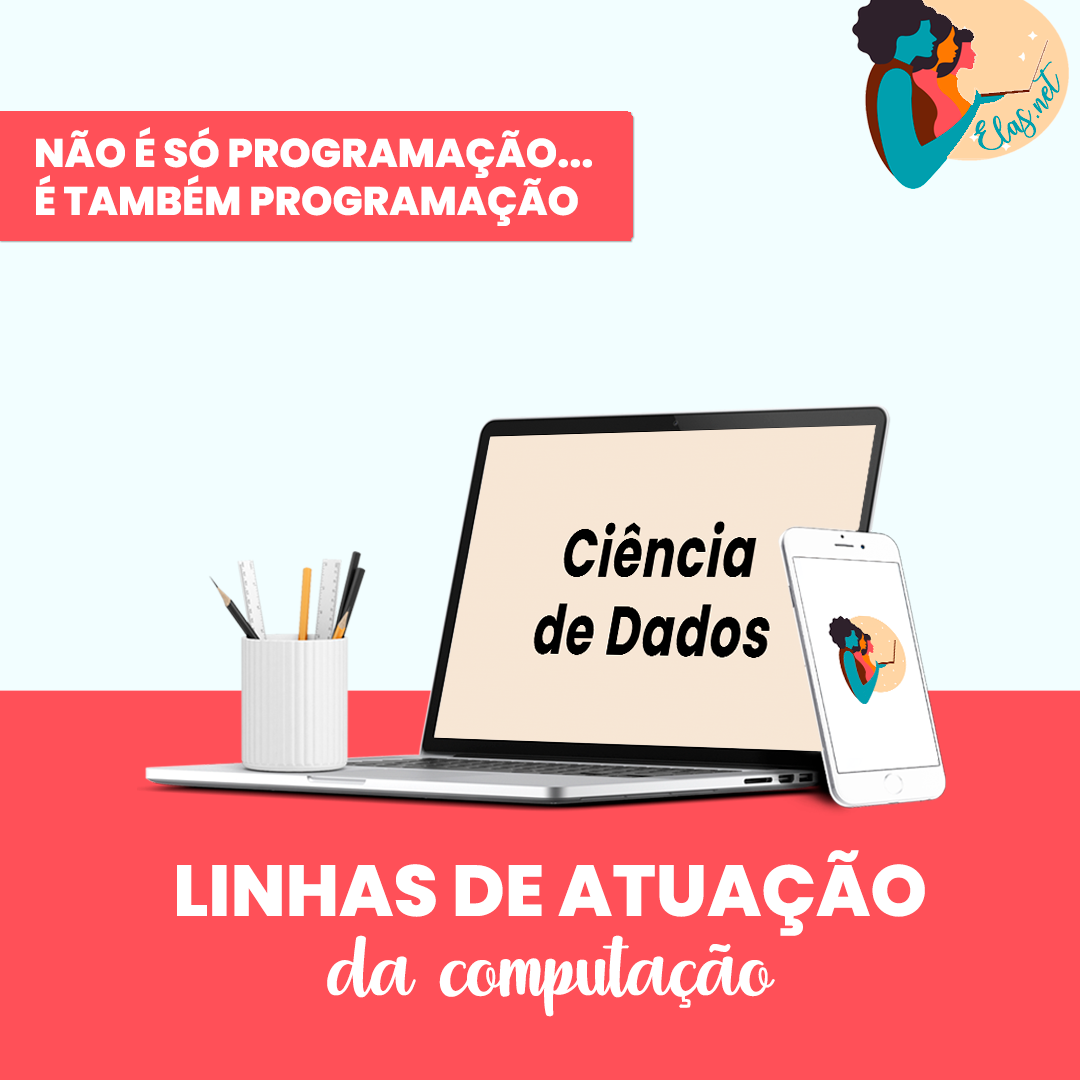 Elas.net
NÃO É SÓ PROGRAMAÇÃO...
É TAMBÉM PROGRAMAÇÃO
Ciência
de Dados
LINHAS DE ATUAÇÃO
da computação